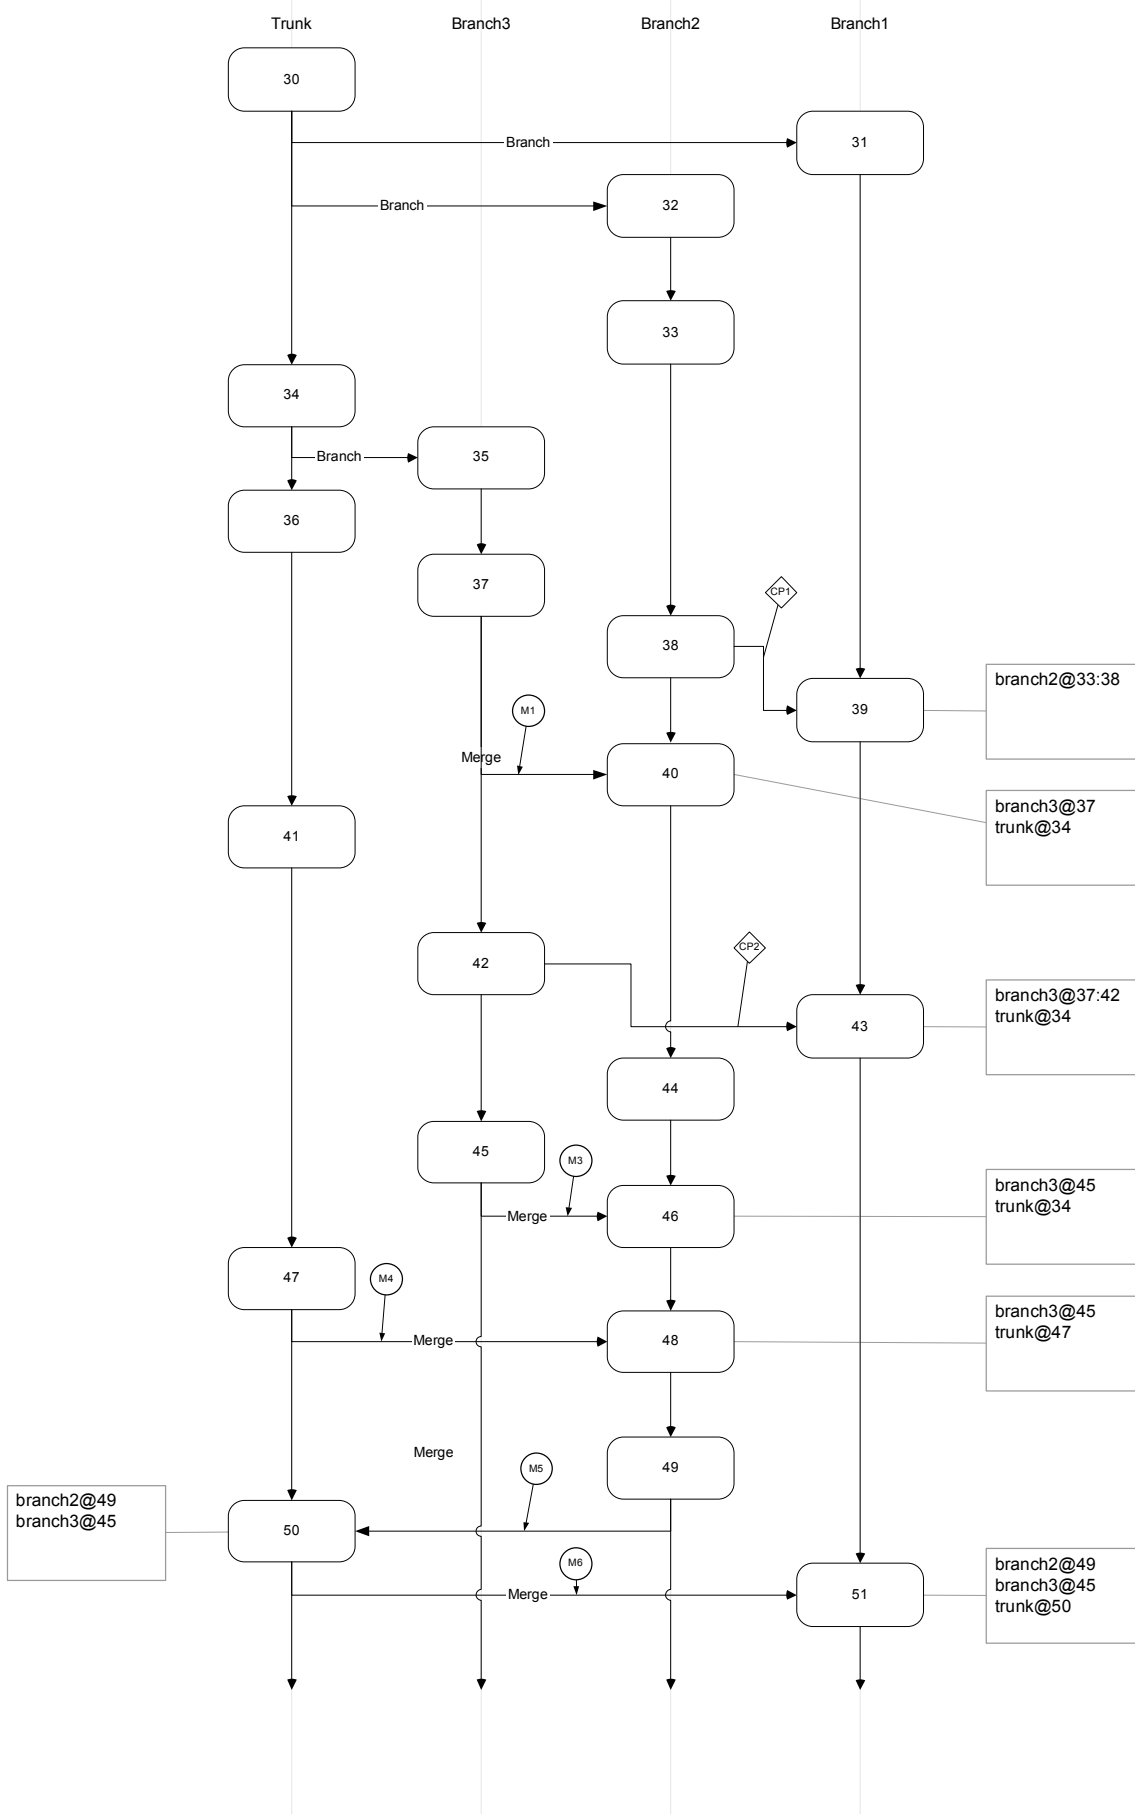 Trunk Branch3 Branch2 Branch1
30
Branch 31
Branch 32
33
34
Branch 35
36
37
CP1
38
branch2@33:38
39
M1
Merge
40
branch3@37
trunk@34
41
CP2
42
branch3@37:42
trunk@34
43
44
45
M3
branch3@45
trunk@34
Merge 46
47
M4
branch3@45
trunk@47
Merge 48
Merge
49
M5
branch2@49
branch3@45
50
M6
branch2@49
branch3@45
trunk@50
Merge 51